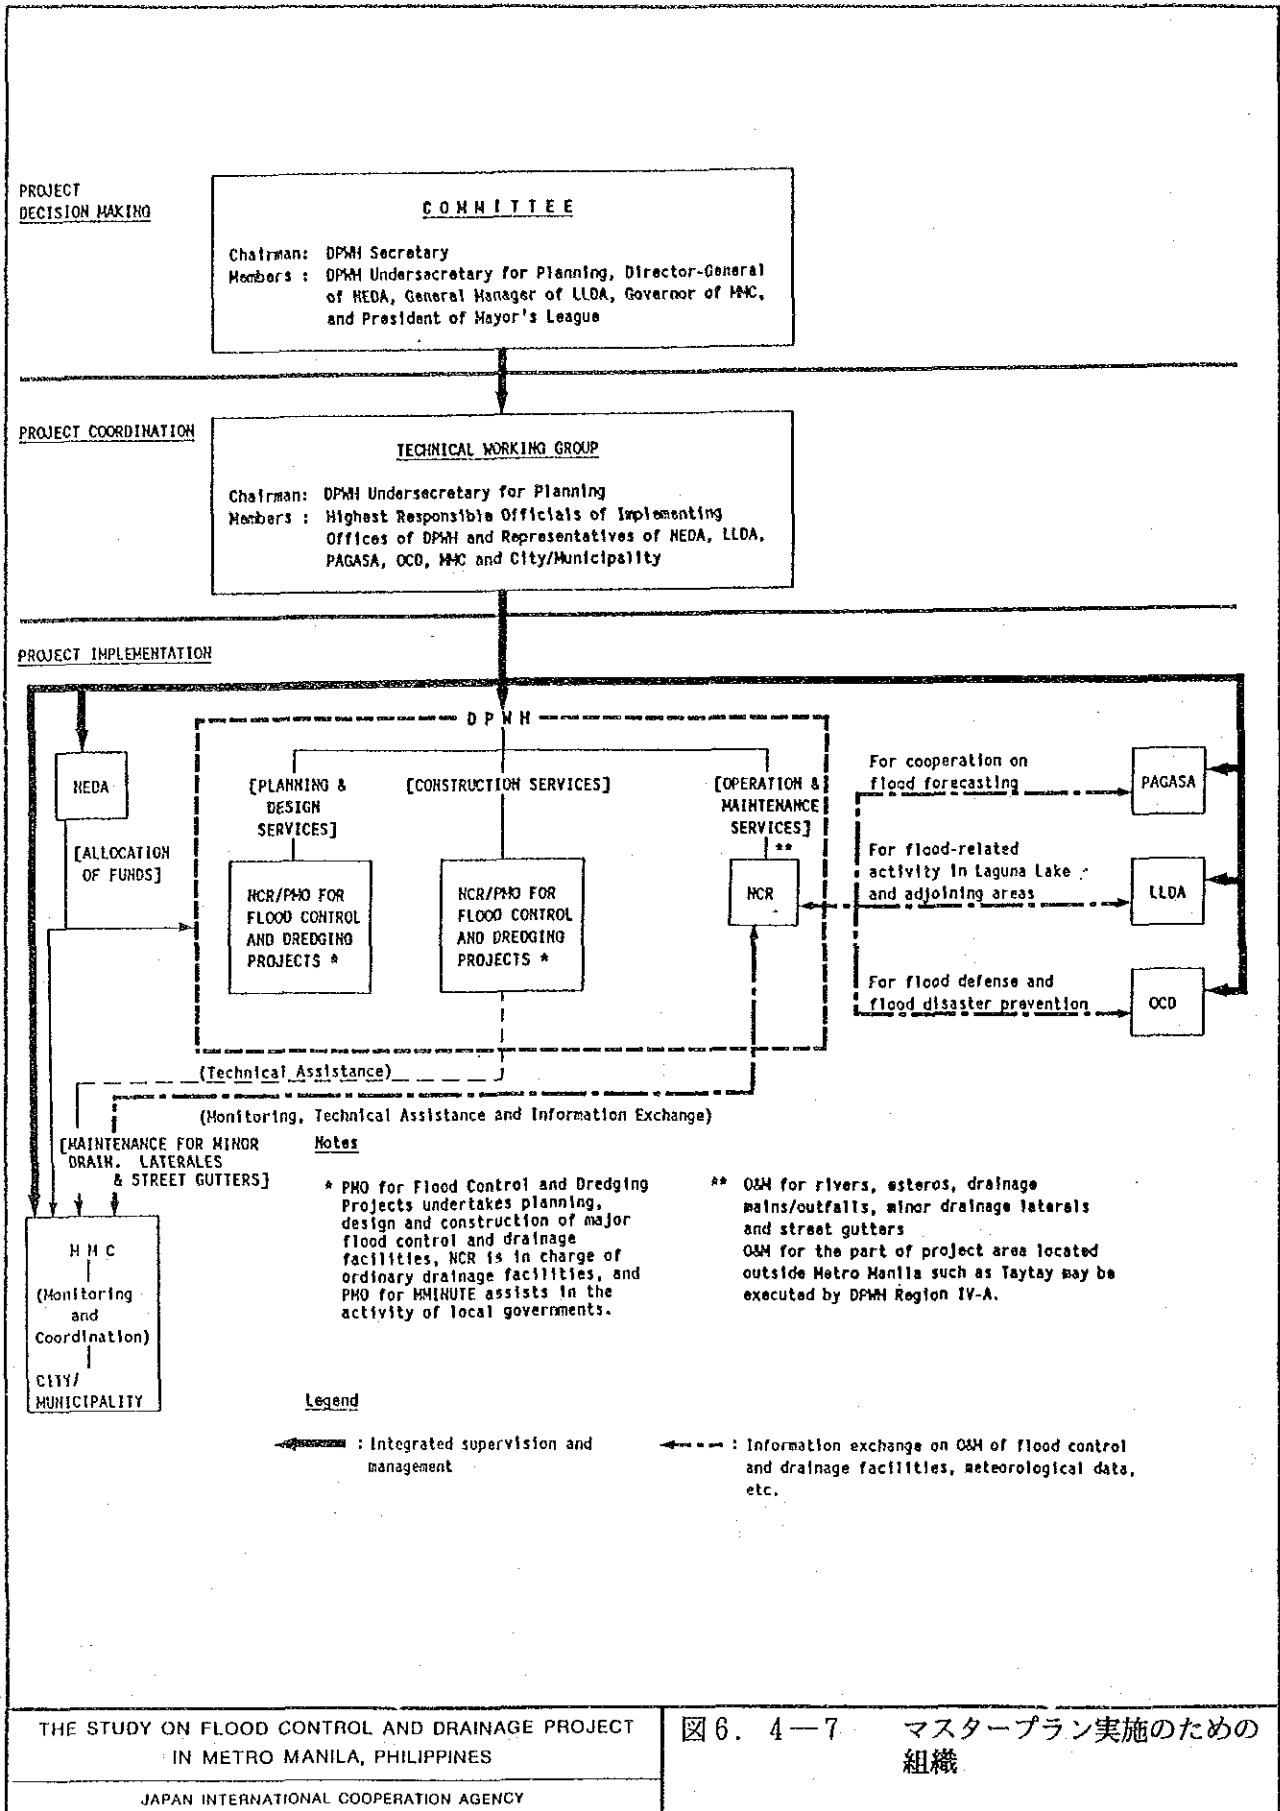 PROJECT
DECISION MAKING
COMMITTEE
Chairman: DPWH Secretary
Members : DPWH Undersecretary for Planning, Director-General
of NEDA, General Manager of LLDA, Governor of MMC,
and President of Mayor's League
PROJECT COORDINATION
TECHNICAL WORKING GROUP
Chairman: DPWH Undersecretary for Planning
Members : Highest Responsible Officials of Implementing
Offices of DPWH and Representatives of NEDA, LLDA,
PAGASA, OCD, MMC and City/Municipality
PROJECT IMPLEMENTATION
DPWH
NEDA
[ALLOCATION
OF FUNDS]
[PLANNING &
DESIGN
SERVICES]
NCR/PMO FOR
FLOOD CONTROL
AND DREDGING
PROJECTS *
[CONSTRUCTION SERVICES]
NCR/PMO FOR
FLOOD CONTROL
AND DREDGING
PROJECTS *
[OPERATION &
MAINTENANCE
SERVICES]
**
NCR
For cooperation on
flood forecasting
PAGASA
For flood-related
activity in Laguna Lake
and adjoining areas
LLDA
For flood defense and
flood disaster prevention
OCD
(Technical Assistance)
(Monitoring, Technical Assistance and Information Exchange)
[MAINTENANCE FOR MINOR
DRAIN. LATERALES
& STREET GUTTERS]
MMC
(Monitoring
and
Coordination)
CITY/
MUNICIPALITY
Notes
* PMO for Flood Control and Dredging
Projects undertakes planning,
design and construction of major
flood control and drainage
facilities, NCR is in charge of
ordinary drainage facilities, and
PMO for MMINUTE assists in the
activity of local governments.
** O&M for rivers, esteros, drainage
mains/outfalls, minor drainage laterals
and street gutters
O&M for the part of project area located
outside Metro Manila such as Taytay may be
executed by DPWH Region IV-A.
Legend
: Integrated supervision and
management
: Information exchange on O&M of flood control
and drainage facilities, meteorological data,
etc.
THE STUDY ON FLOOD CONTROL AND DRAINAGE PROJECT
IN METRO MANILA, PHILIPPINES
JAPAN INTERNATIONAL COOPERATION AGENCY
図6. 4-7 マスタープラン実施のための
組織